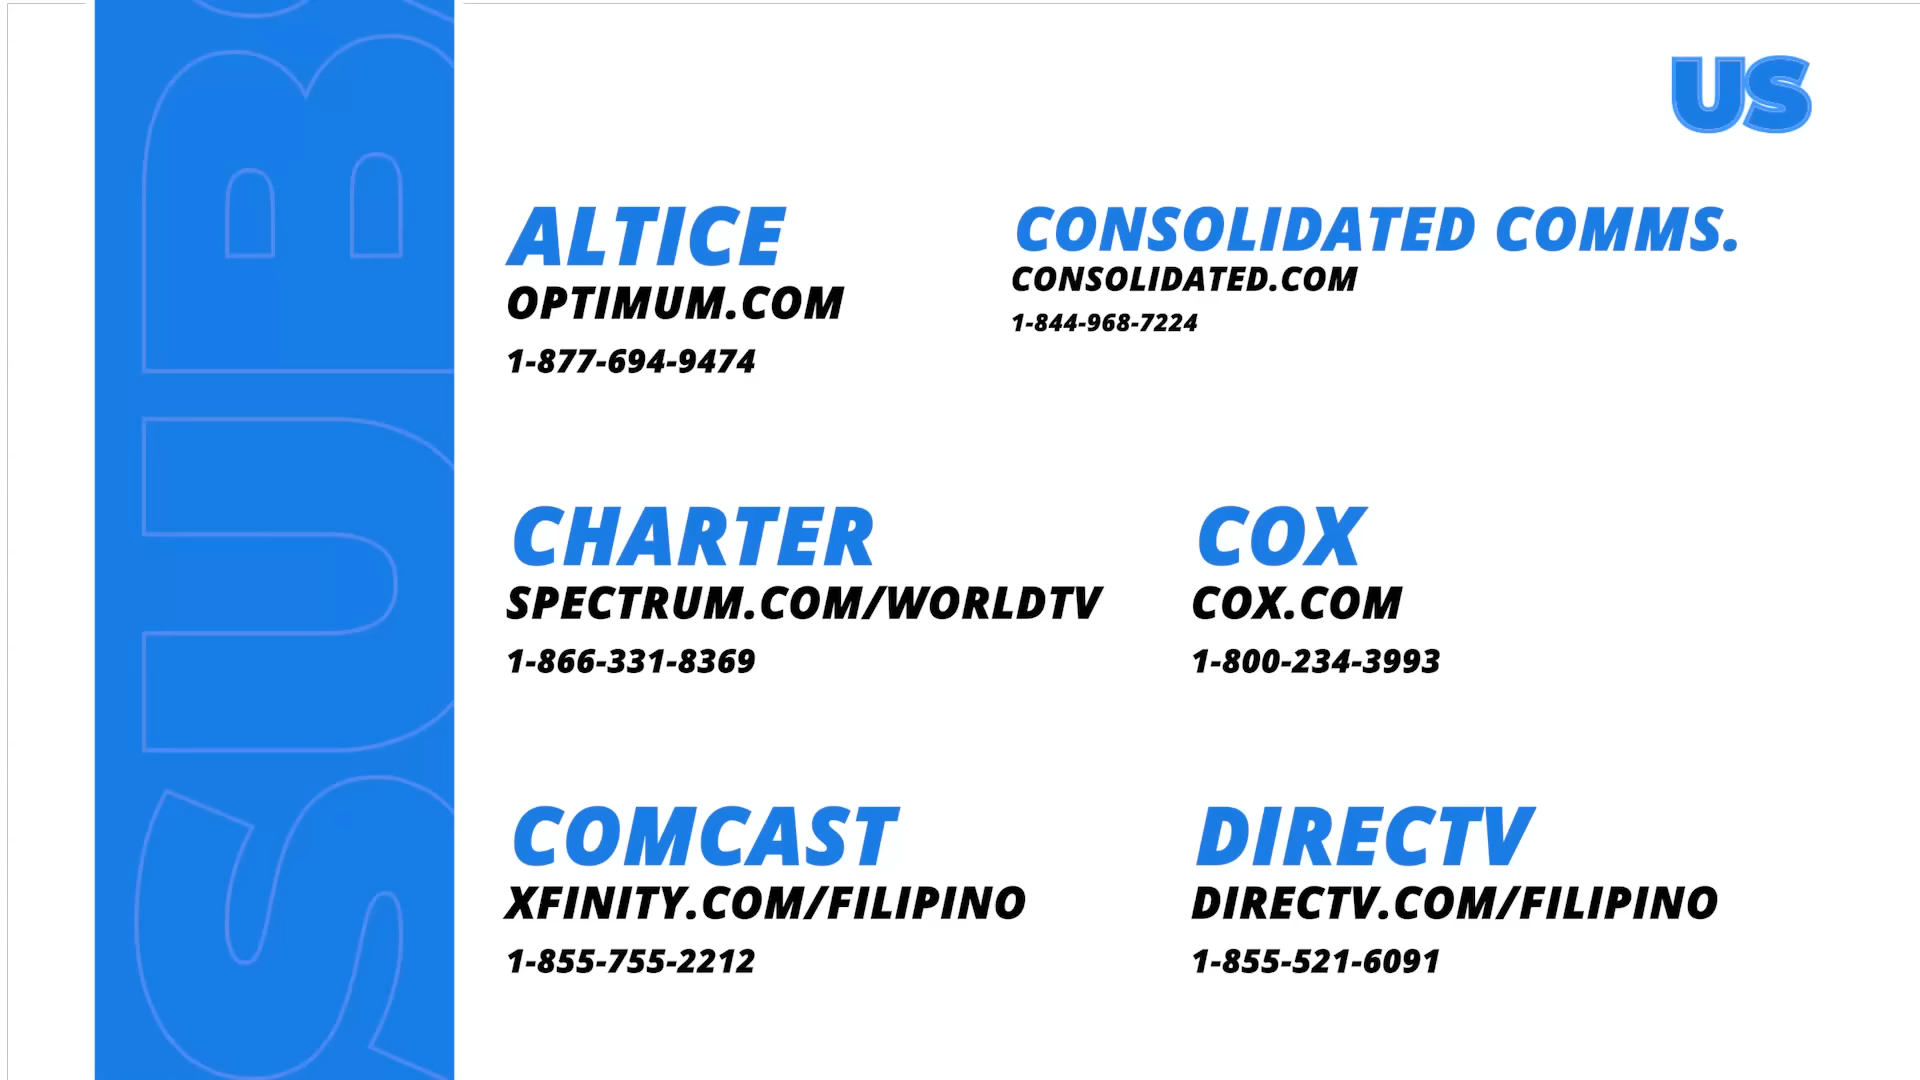 US
SUB
ALTICE
OPTIMUM.COM
1-877-694-9474
CONSOLIDATED COMMS.
CONSOLIDATED.COM
1-844-968-7224
CHARTER
SPECTRUM.COM/WORLDTV
1-866-331-8369
COX
COX.COM
1-800-234-3993
COMCAST
XFINITY.COM/FILIPINO
1-855-755-2212
DIRECTV
DIRECTV.COM/FILIPINO
1-855-521-6091